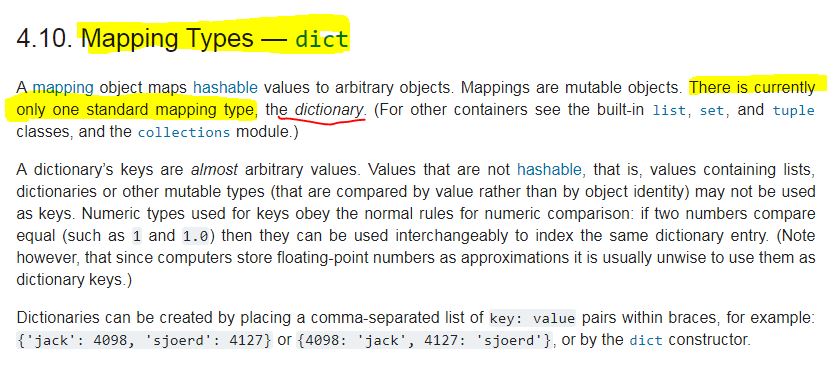 4.10. Mapping Types — dict
A mapping object maps hashable values to arbitrary objects. Mappings are mutable objects. There is currently
only one standard mapping type, the dictionary. (For other containers see the built-in list, set, and tuple
classes, and the collections module.)
A dictionary’s keys are almost arbitrary values. Values that are not hashable, that is, values containing lists,
dictionaries or other mutable types (that are compared by value rather than by object identity) may not be used
as keys. Numeric types used for keys obey the normal rules for numeric comparison: if two numbers compare
equal (such as 1 and 1.0) then they can be used interchangeably to index the same dictionary entry. (Note
however, that since computers store floating-point numbers as approximations it is usually unwise to use them as
dictionary keys.)
Dictionaries can be created by placing a comma-separated list of key: value pairs within braces, for example:
{'jack': 4098, 'sjoerd': 4127} or {4098: 'jack', 4127: 'sjoerd'}, or by the dict constructor.